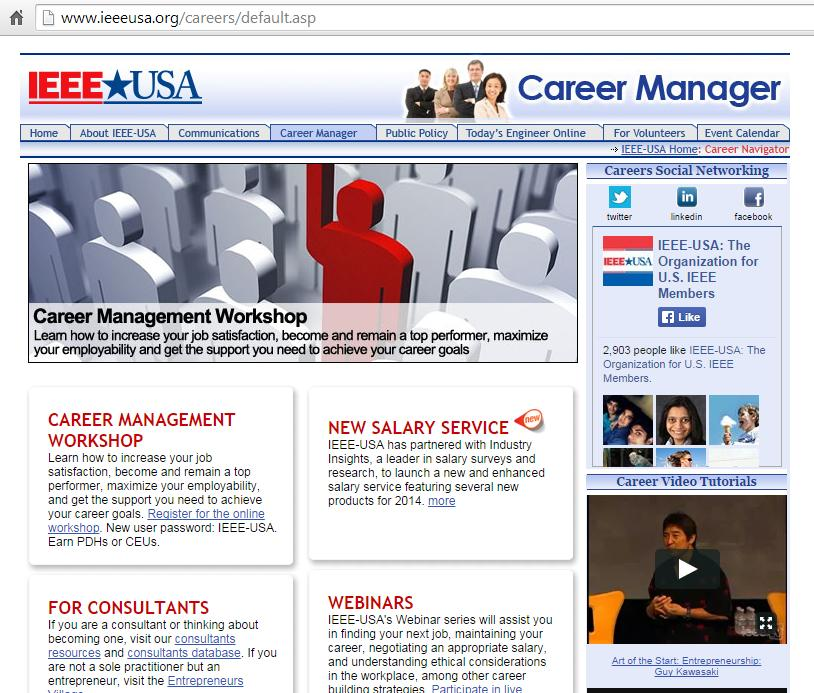 www.ieeeusa.org/careers/default.asp
IEEE★USA
Career Manager
Home
About IEEE-USA
Communications
Career Manager
Public Policy
Today's Engineer Online
For Volunteers
Event Calendar
IEEE-USA Home: Career Navigator
Career Management Workshop
Learn how to increase your job satisfaction, become and remain a top performer, maximize
your employability and get the support you need to achieve your career goals
CAREER MANAGEMENT
WORKSHOP
Learn how to increase your job
satisfaction, become and remain a top
performer, maximize your employability,
and get the support you need to achieve
your career goals. Register for the online
workshop. New user password: IEEE-USA.
Earn PDHs or CEUs.
NEW SALARY SERVICE new
IEEE-USA has partnered with Industry
Insights, a leader in salary surveys and
research, to launch a new and enhanced
salary service featuring several new
products for 2014. more
FOR CONSULTANTS
If you are a consultant or thinking about
becoming one, visit our consultants
resources and consultants database. If you
are not a sole practitioner but an
entrepreneur, visit the Entrepreneurs
Village
WEBINARS
IEEE-USA's Webinar series will assist you
in finding your next job, maintaining your
career, negotiating an appropriate salary,
and understanding ethical considerations
in the workplace, among other career
building strategies. Participate in live
Careers Social Networking
twitter
linkedin
facebook
IEEE★USA
IEEE-USA: The
Organization for
U.S. IEEE
Members
Like
2,903 people like IEEE-USA: The
Organization for U.S. IEEE
Members.
Career Video Tutorials
Art of the Start: Entrepreneurship:
Guy Kawasaki